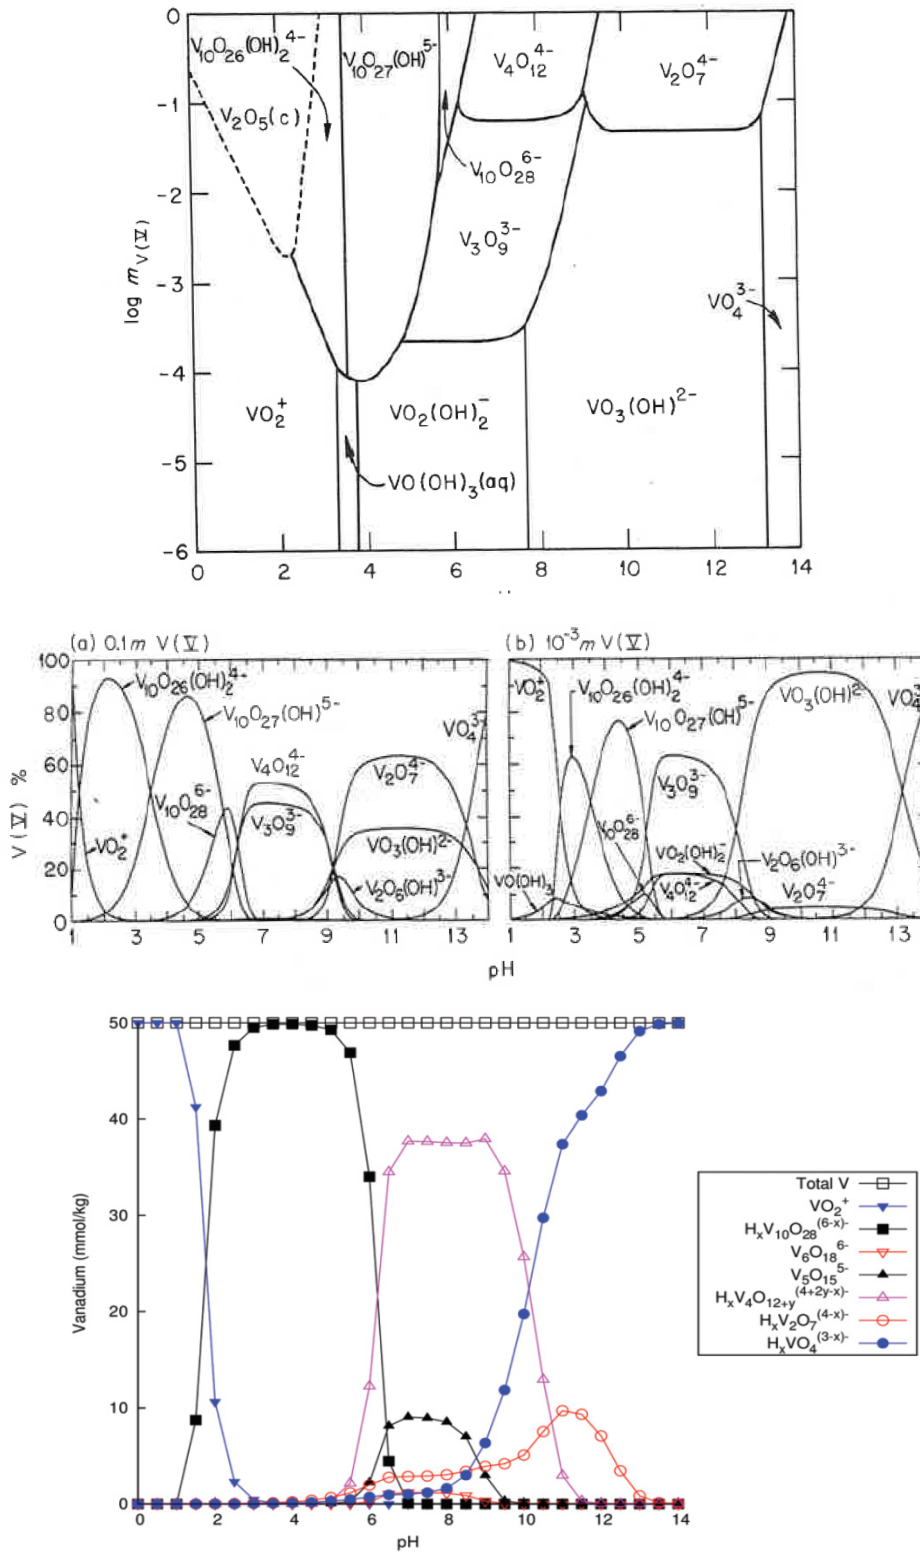 0
-1
-2
-3
-4
-5
-6
log m V(V)
V10O26(OH)2^4-
V10O27(OH)^5-
V4O12^4-
V2O7^4-
V2O5(c)
V10O28^6-
V3O9^3-
VO4^3-
VO2^+
VO2(OH)2^-
VO3(OH)^2-
VO(OH)3(aq)
0 2 4 6 8 10 12 14
(a) 0.1m V(V)
100
80
60
40
20
0
V(V) %
V10O26(OH)2^4+
V10O27(OH)^5-
VO4^3-
V4O12^4-
V2O7^4-
V10O28^6-
V3O9^3-
VO2^+
VO3(OH)^2-
V2O6(OH)^3-
1 3 5 7 9 11 13
(b) 10^-3 m V(V)
VO2^+
V10O26(OH)2^4-
VO3(OH)^2-
VO4^3-
V10O27(OH)^5-
V3O9^3-
V10O28^6-
VO2(OH)2^-
V2O6(OH)^3-
VO(OH)3
V4O12^4-
V2O7^4-
1 3 5 7 9 11 13
pH
50
40
30
20
10
0
Vanadium (mmol/kg)
Total V
VO2^+
HxV10O28^(6-x)-
V6O18^6-
V5O15^5-
HxV4O12+y^(4+2y-x)-
HxV2O7^(4-x)-
HxVO4^(3-x)-
0 2 4 6 8 10 12 14
pH